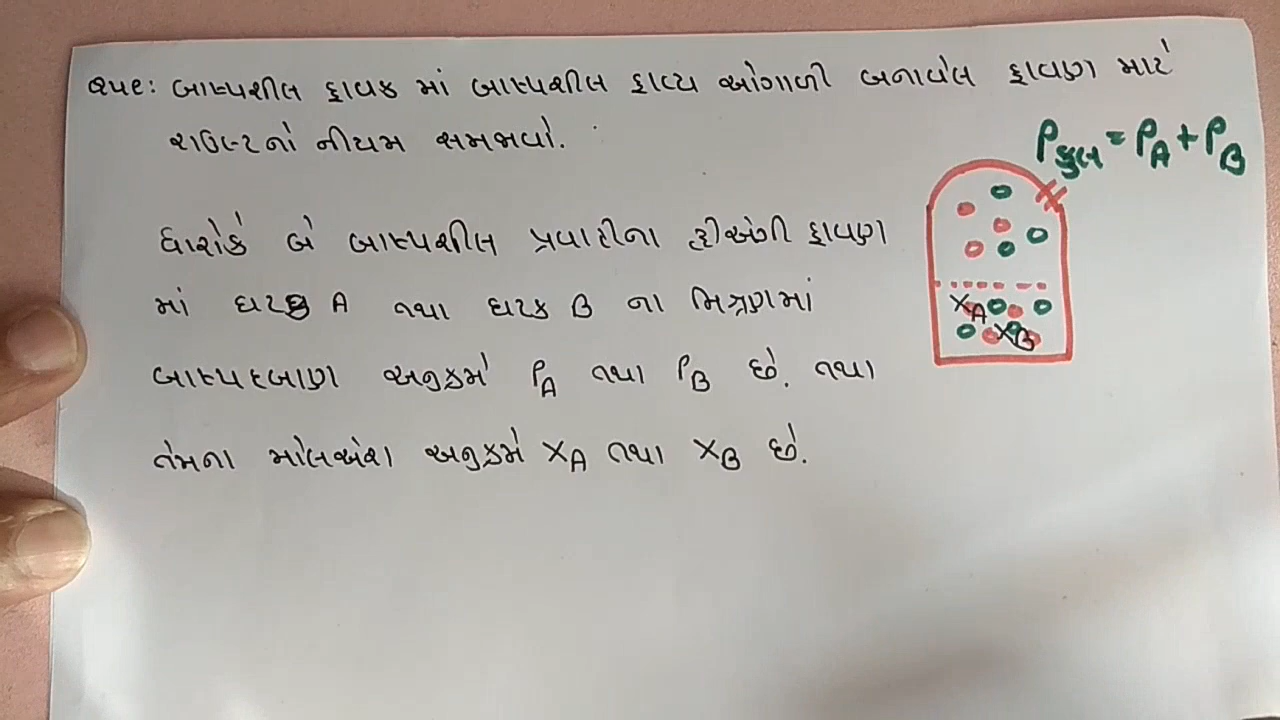 બાષ્પશીલ દ્રાવક માં બાષ્પશીલ દ્રાવ્ય ઓગાળી બનાવેલ દ્રાવણ માટે
રાઉલ્ટનો નીયમ સમજાવો.
Pકુલ = PA + PB
ધારોકે બે બાષ્પશીલ પ્રવાહીના દ્રીઅંગી દ્રાવણ
માં ઘટક A તથા ઘટક B ના મિશ્રણમાં
બાષ્પદબાણ અનુક્રમે PA તથા PB છે. તથા
તેમના મોલઅંશ અનુક્રમે XA તથા XB છે.
XA
XB